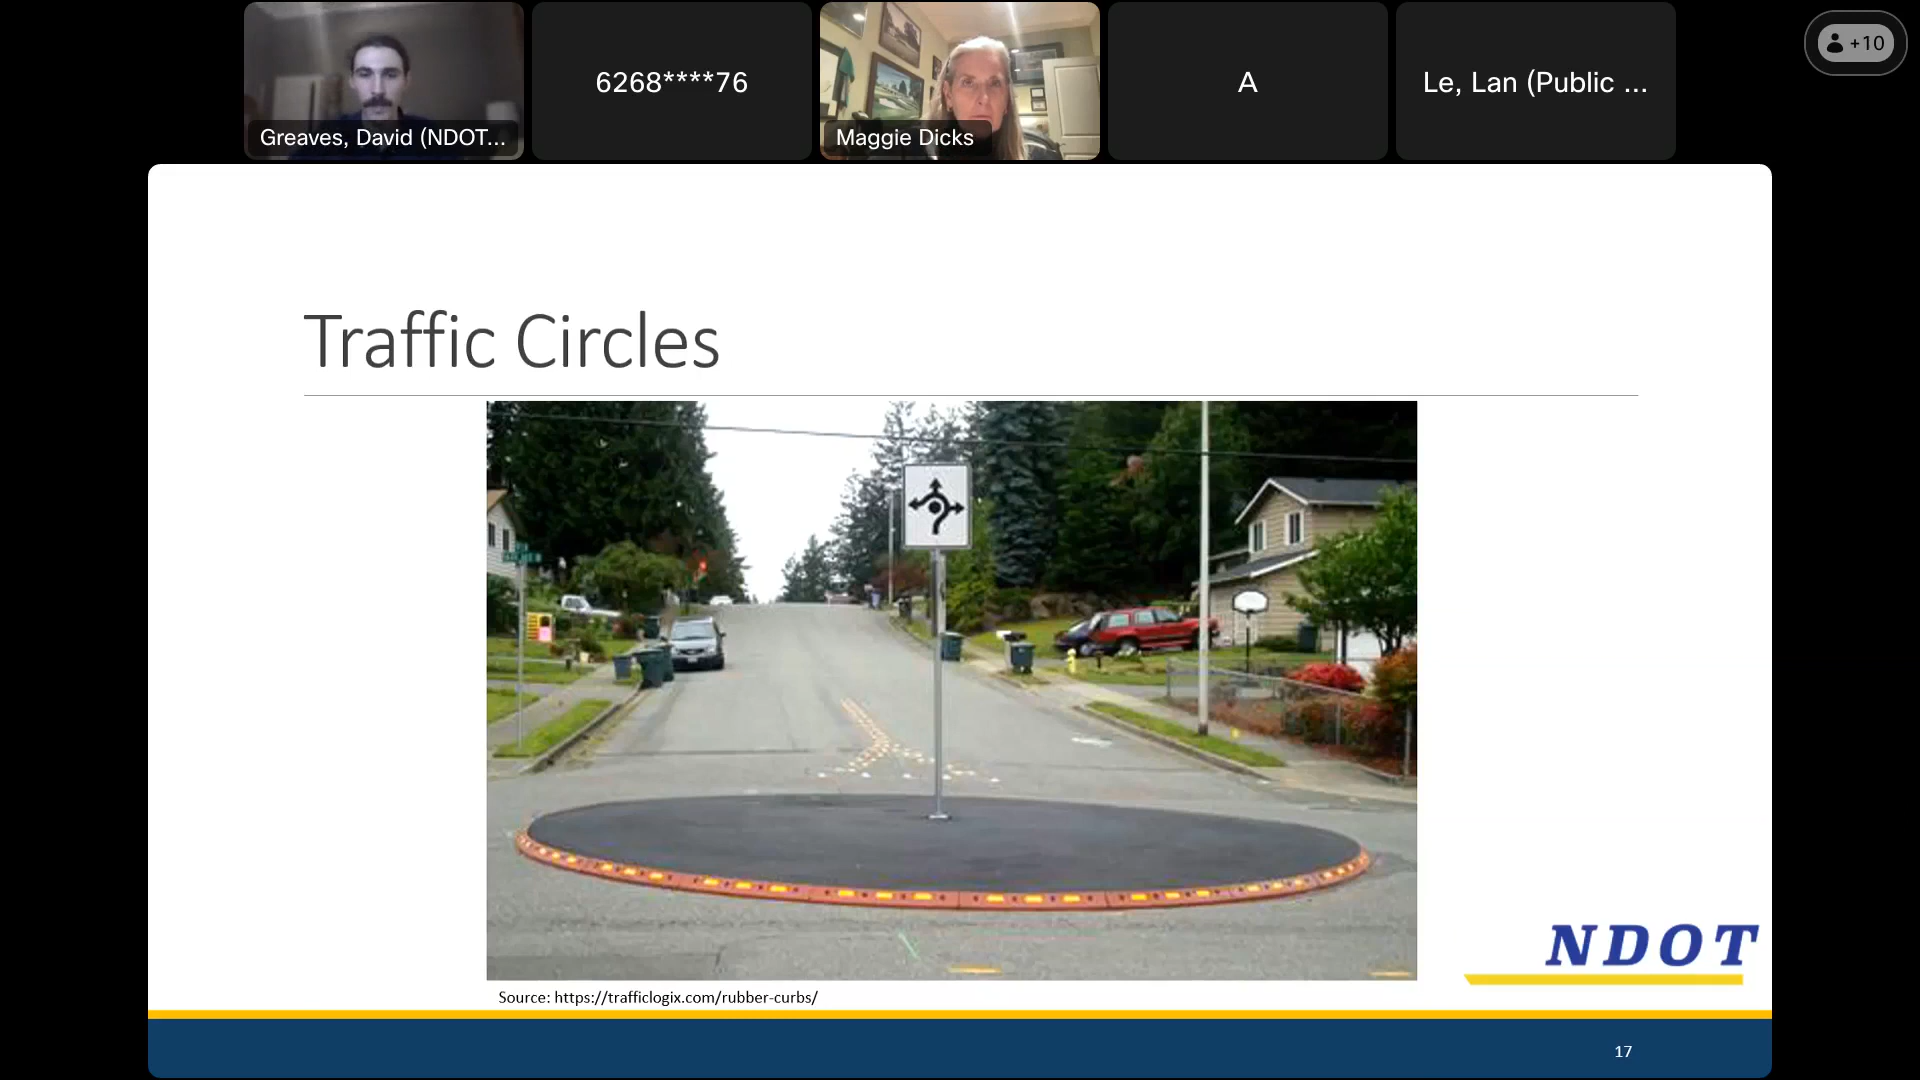 Greaves, David (NDOT...
6268****76
Maggie Dicks
A
Le, Lan (Public ...
+10
Traffic Circles
NDOT
Source: https://trafficlogix.com/rubber-curbs/
17